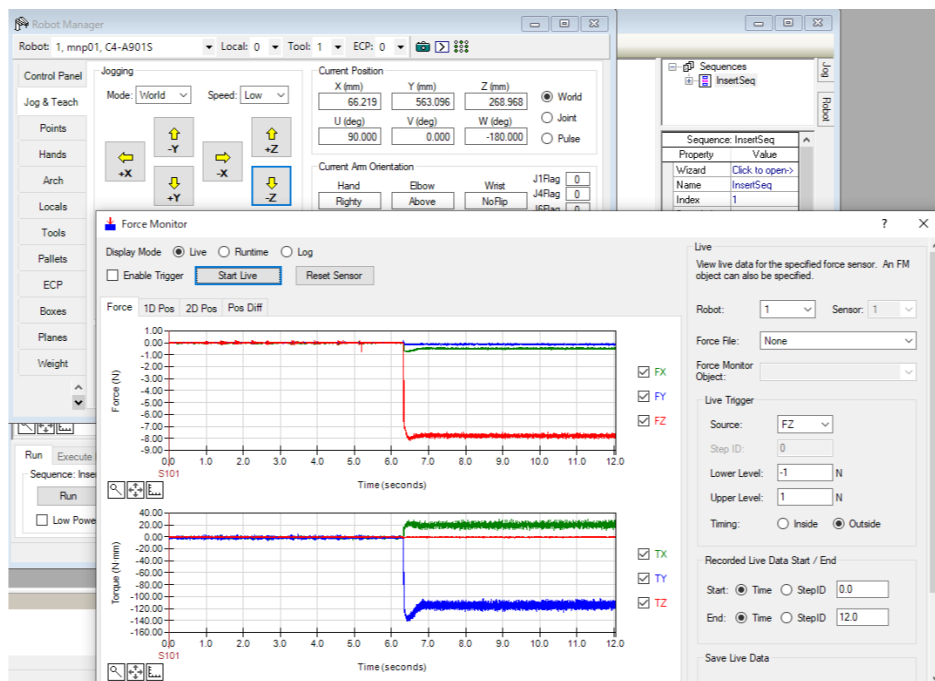 Robot Manager
Robot: 1, mnp01, C4-A901S Local: 0 Tool: 1 ECP: 0
Control Panel
Jog & Teach
Points
Hands
Arch
Locals
Tools
Pallets
ECP
Boxes
Planes
Weight
Jogging
Mode: World Speed: Low
+X
-Y
+Y
-X
+Z
-Z
Current Position
X (mm) Y (mm) Z (mm)
66.219 563.096 268.968
U (deg) V (deg) W (deg)
90.000 0.000 -180.000
World
Joint
Pulse
Current Arm Orientation
Hand Elbow Wrist
Righty Above NoFlip
J1Flag 0
J4Flag 0
J6Flag 0
Sequences
InsertSeq
Jog
Robot
Sequence: InsertSeq
Property Value
Wizard Click to open->
Name InsertSeq
Index 1
Run Execute
Sequence: Inse
Run
Low Powe
Force Monitor
? 
Display Mode Live Runtime Log
Enable Trigger Start Live Reset Sensor
Force 1D Pos 2D Pos Pos Diff
Force (N)
1.00
0.00
-1.00
-2.00
-3.00
-4.00
-5.00
-6.00
-7.00
-8.00
-9.00
0.0 1.0 2.0 3.0 4.0 5.0 6.0 7.0 8.0 9.0 10.0 11.0 12.0
S101
Time (seconds)
FX
FY
FZ
Torque (N·mm)
40.00
20.00
0.00
-20.00
-40.00
-60.00
-80.00
-100.00
-120.00
-140.00
-160.00
0.0 1.0 2.0 3.0 4.0 5.0 6.0 7.0 8.0 9.0 10.0 11.0 12.0
S101
Time (seconds)
TX
TY
TZ
Live
View live data for the specified force sensor. An FM
object can also be specified.
Robot: 1 Sensor: 1
Force File: None
Force Monitor
Object:
Live Trigger
Source: FZ
Step ID: 0
Lower Level: -1 N
Upper Level: 1 N
Timing: Inside Outside
Recorded Live Data Start / End
Start: Time StepID 0.0
End: Time StepID 12.0
Save Live Data